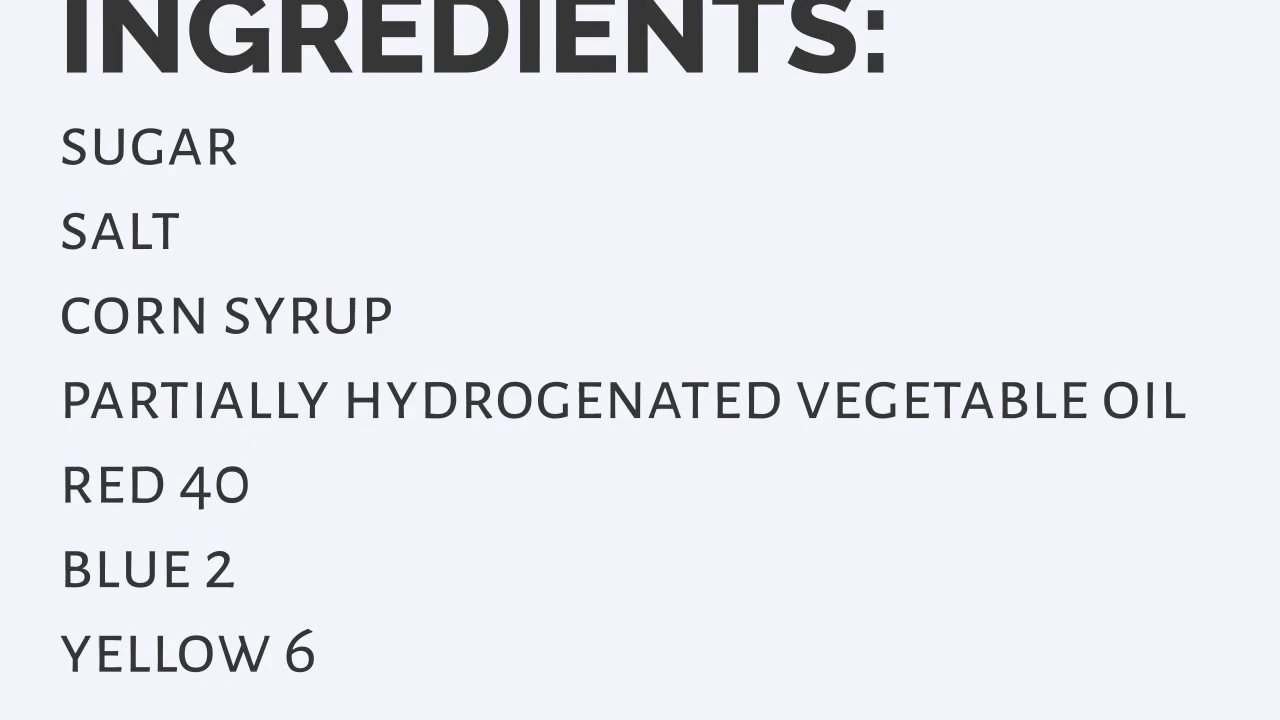 INGREDIENTS:
SUGAR
SALT
CORN SYRUP
PARTIALLY HYDROGENATED VEGETABLE OIL
RED 40
BLUE 2
YELLOW 6